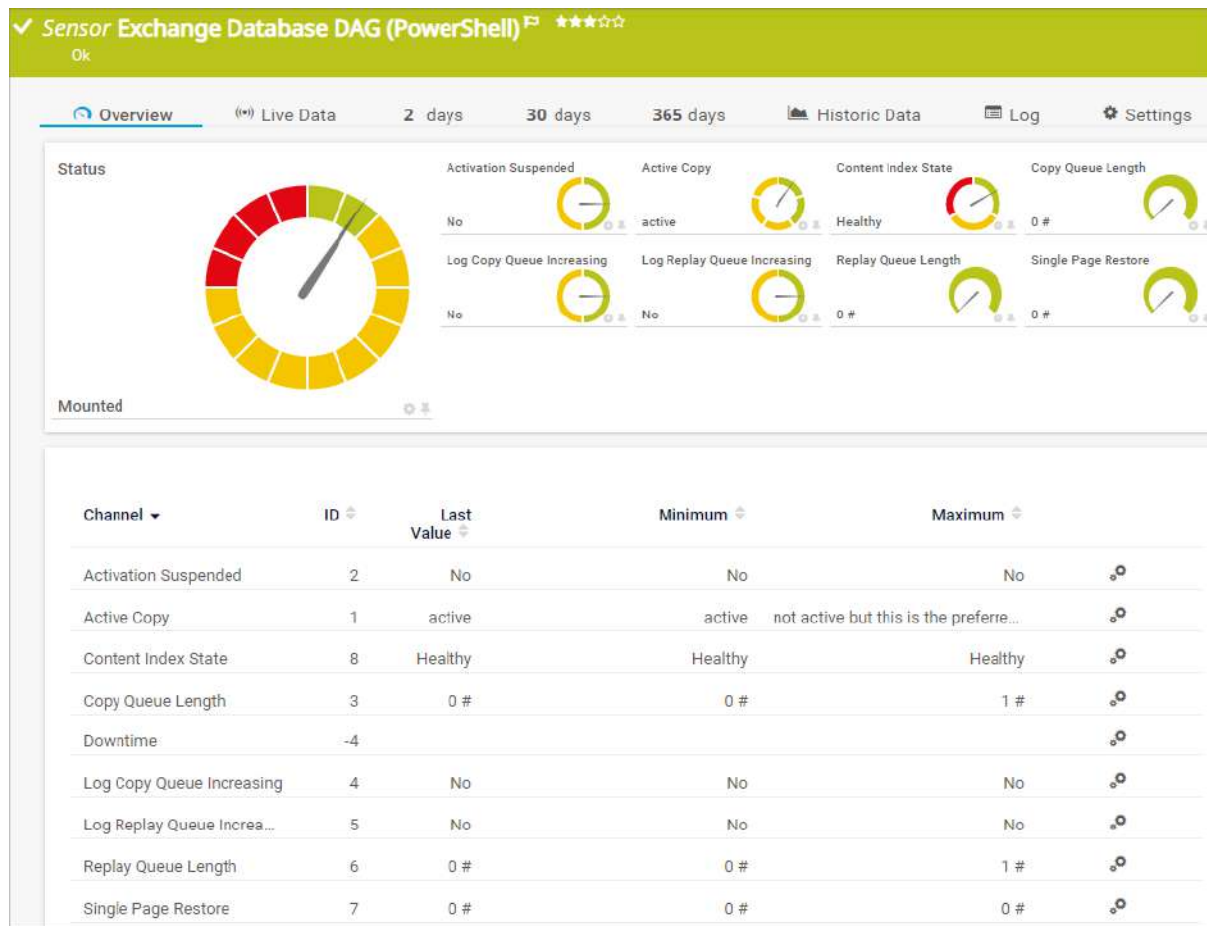 Sensor Exchange Database DAG (PowerShell)
Ok
Overview Live Data 2 days 30 days 365 days Historic Data Log Settings
Status
Mounted
Activation Suspended Active Copy Content Index State Copy Queue Length
No active Healthy 0 #
Log Copy Queue Increasing Log Replay Queue Increasing Replay Queue Length Single Page Restore
No No 0 # 0 #
Channel ID Last Value Minimum Maximum
Activation Suspended 2 No No No
Active Copy 1 active active not active but this is the preferre...
Content Index State 8 Healthy Healthy Healthy
Copy Queue Length 3 0 # 0 # 1 #
Downtime -4
Log Copy Queue Increasing 4 No No No
Log Replay Queue Increa... 5 No No No
Replay Queue Length 6 0 # 0 # 1 #
Single Page Restore 7 0 # 0 # 0 #